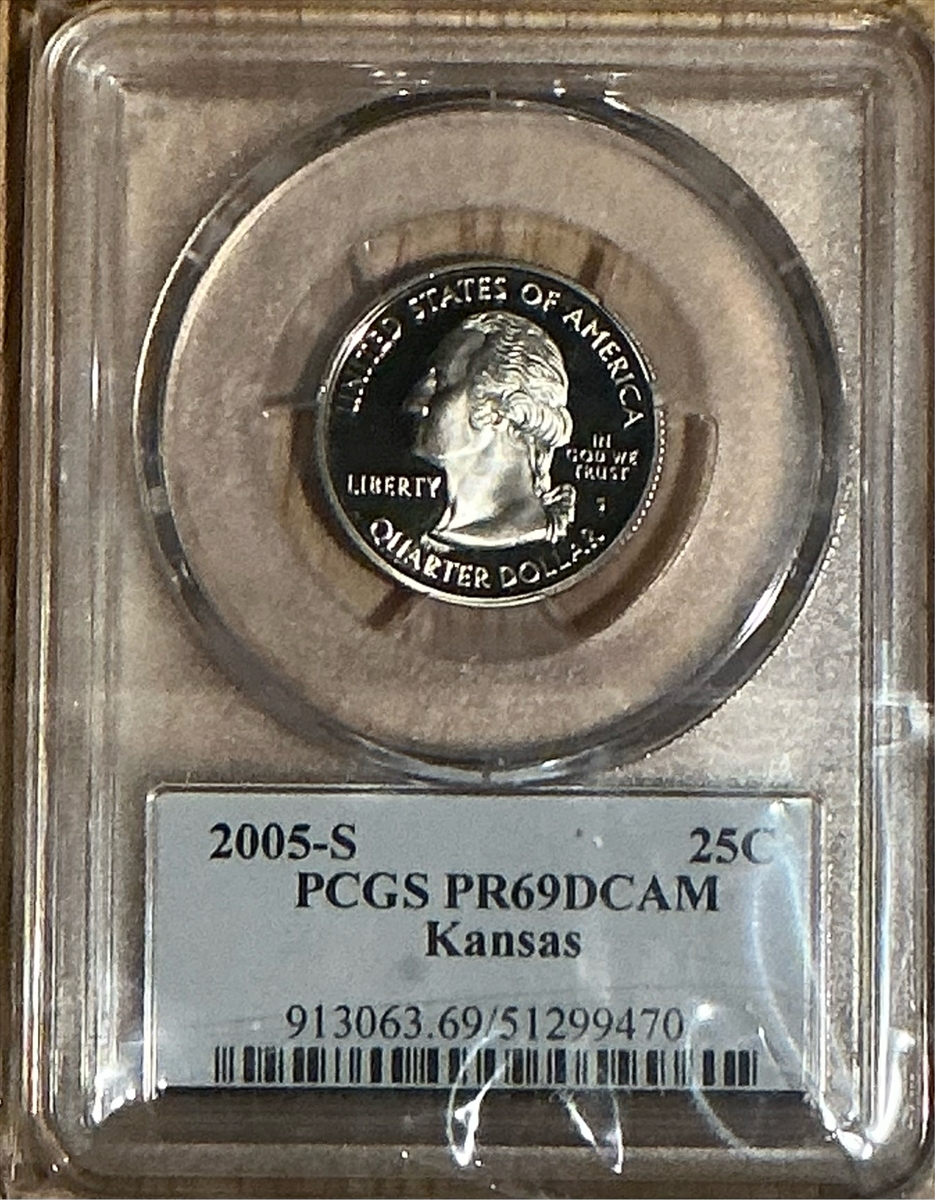 UNITED STATES OF AMERICA
IN
GOD WE
TRUST
LIBERTY
S
QUARTER DOLLAR
2005-S 25C
PCGS PR69DCAM
Kansas
913063.69/51299470